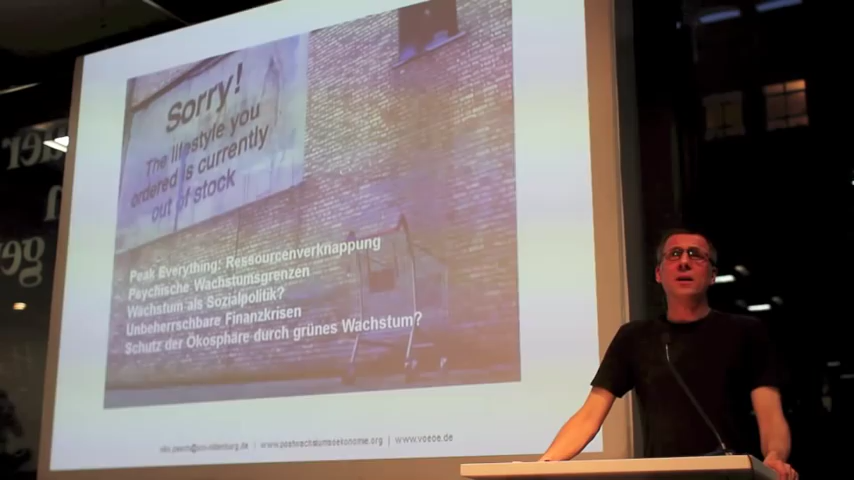 Sorry!
The lifestyle you
ordered is currently
out of stock
Peak Everything: Ressourcenverknappung
Psychische Wachstumsgrenzen
Wachstum als Sozialpolitik?
Unbeherrschbare Finanzkrisen
Schutz der Ökosphäre durch grünes Wachstum?
www.postwachstumsoekonomie.org | www.voeoe.de